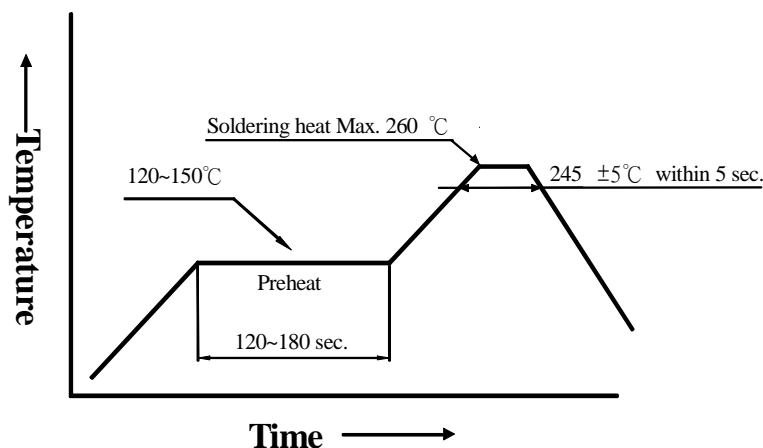 Soldering heat Max. 260 ℃
245 ±5℃ within 5 sec.
120~150℃
Preheat
120~180 sec.
Temperature
Time